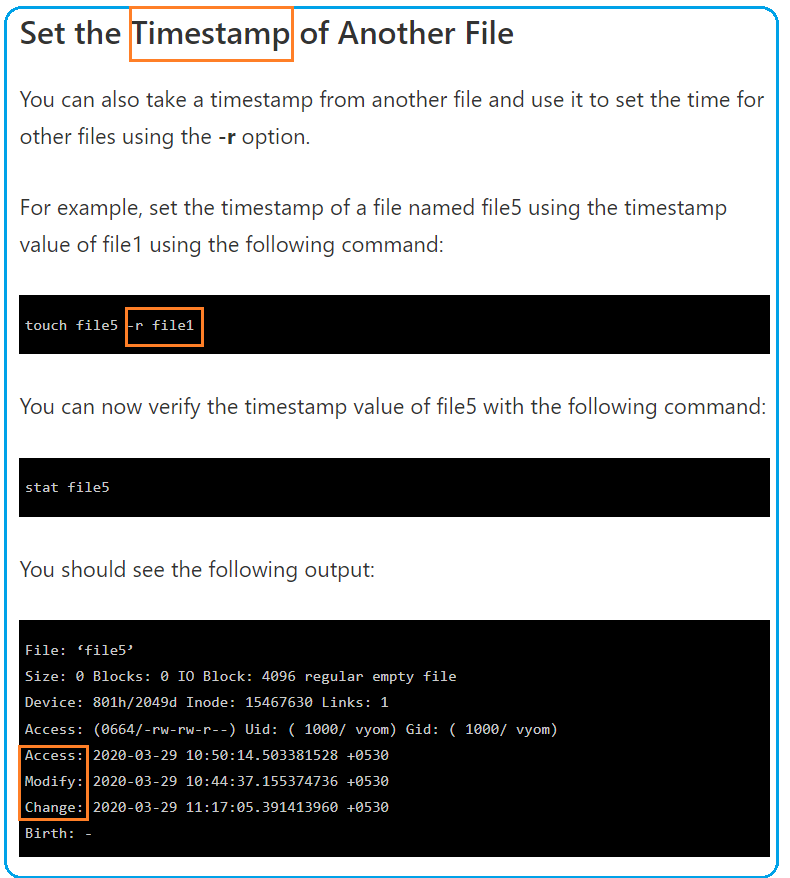 Set the Timestamp of Another File
You can also take a timestamp from another file and use it to set the time for
other files using the -r option.
For example, set the timestamp of a file named file5 using the timestamp
value of file1 using the following command:
touch file5 -r file1
You can now verify the timestamp value of file5 with the following command:
stat file5
You should see the following output:
File: ‘file5’
Size: 0 Blocks: 0 IO Block: 4096 regular empty file
Device: 801h/2049d Inode: 15467630 Links: 1
Access: (0664/-rw-rw-r--) Uid: ( 1000/ vyom) Gid: ( 1000/ vyom)
Access: 2020-03-29 10:50:14.503381528 +0530
Modify: 2020-03-29 10:44:37.155374736 +0530
Change: 2020-03-29 11:17:05.391413960 +0530
Birth: -